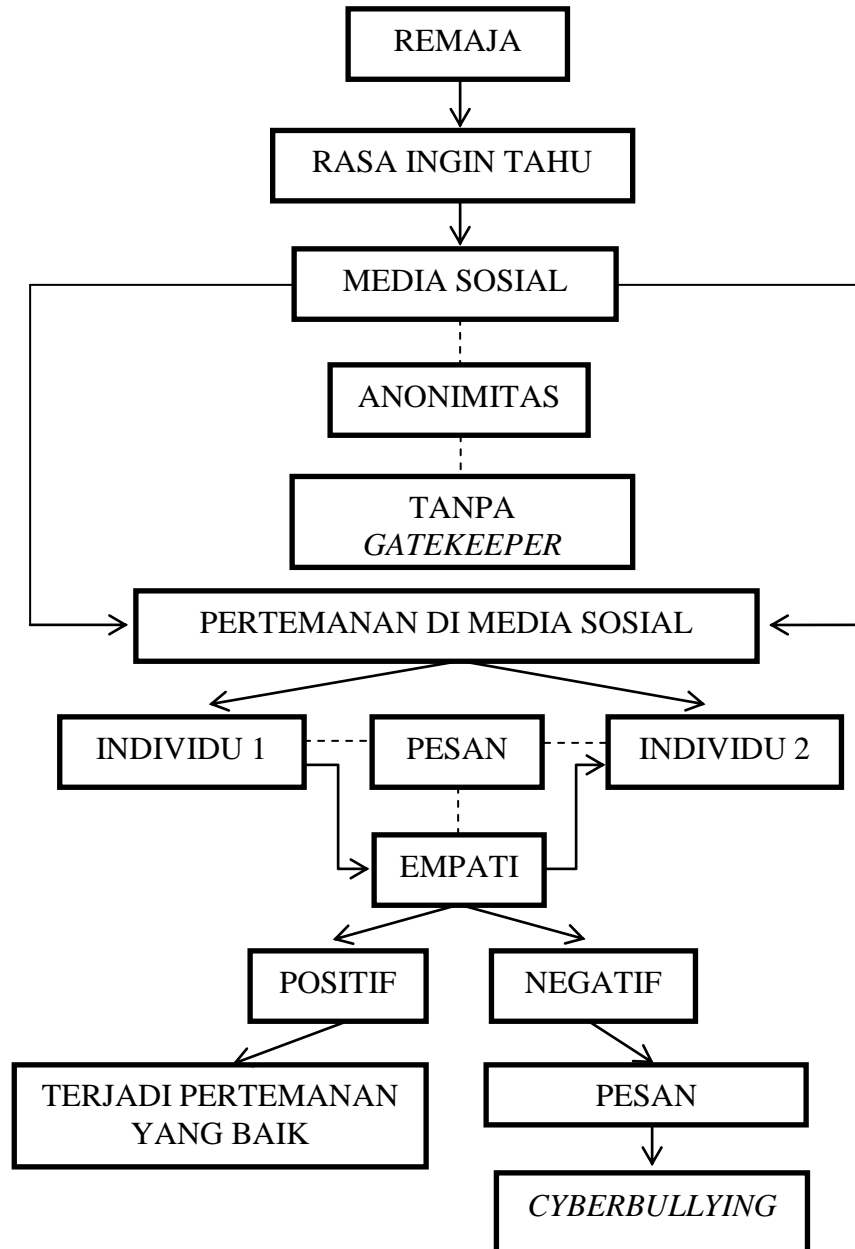 REMAJA
RASA INGIN TAHU
MEDIA SOSIAL
ANONIMITAS
TANPA
GATEKEEPER
PERTEMANAN DI MEDIA SOSIAL
INDIVIDU 1
PESAN
INDIVIDU 2
EMPATI
POSITIF
NEGATIF
TERJADI PERTEMANAN
YANG BAIK
PESAN
CYBERBULLYING